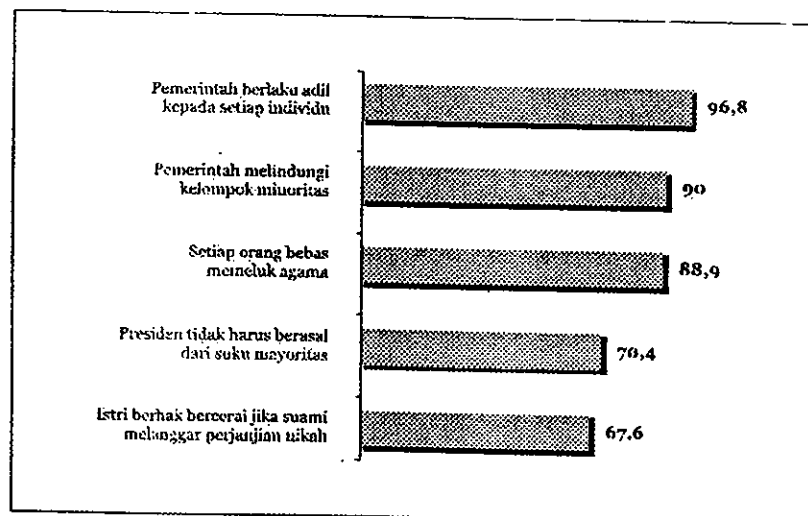 Pemerintah berlaku adil
kepada setiap individu
96,8
Pemerintah melindungi
kelompok minoritas
90
Setiap orang bebas
memeluk agama
88,9
Presiden tidak harus berasal
dari suku mayoritas
70,4
Istri berhak bercerai jika suami
melanggar perjanjian nikah
67,6